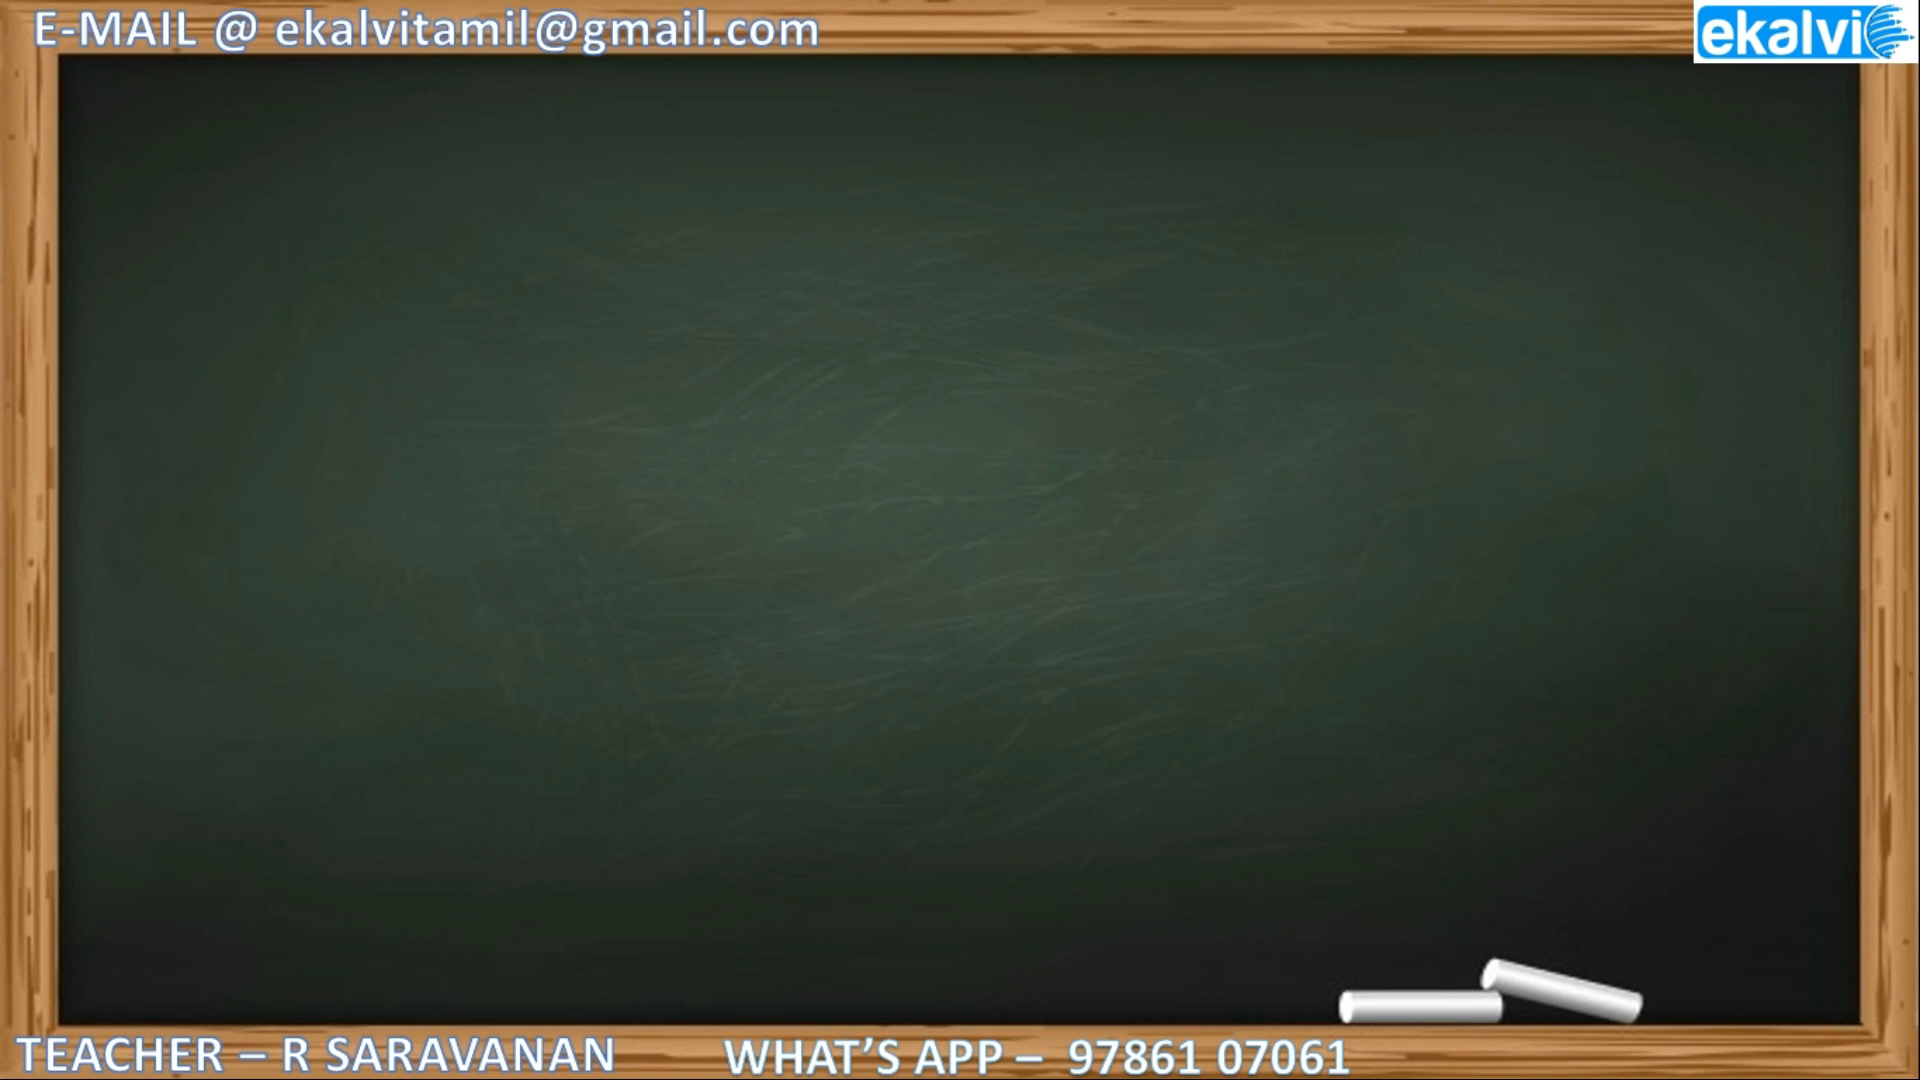 E-MAIL @ ekalvitamil@gmail.com
ekalvi
TEACHER – R SARAVANAN
WHAT’S APP – 97861 07061